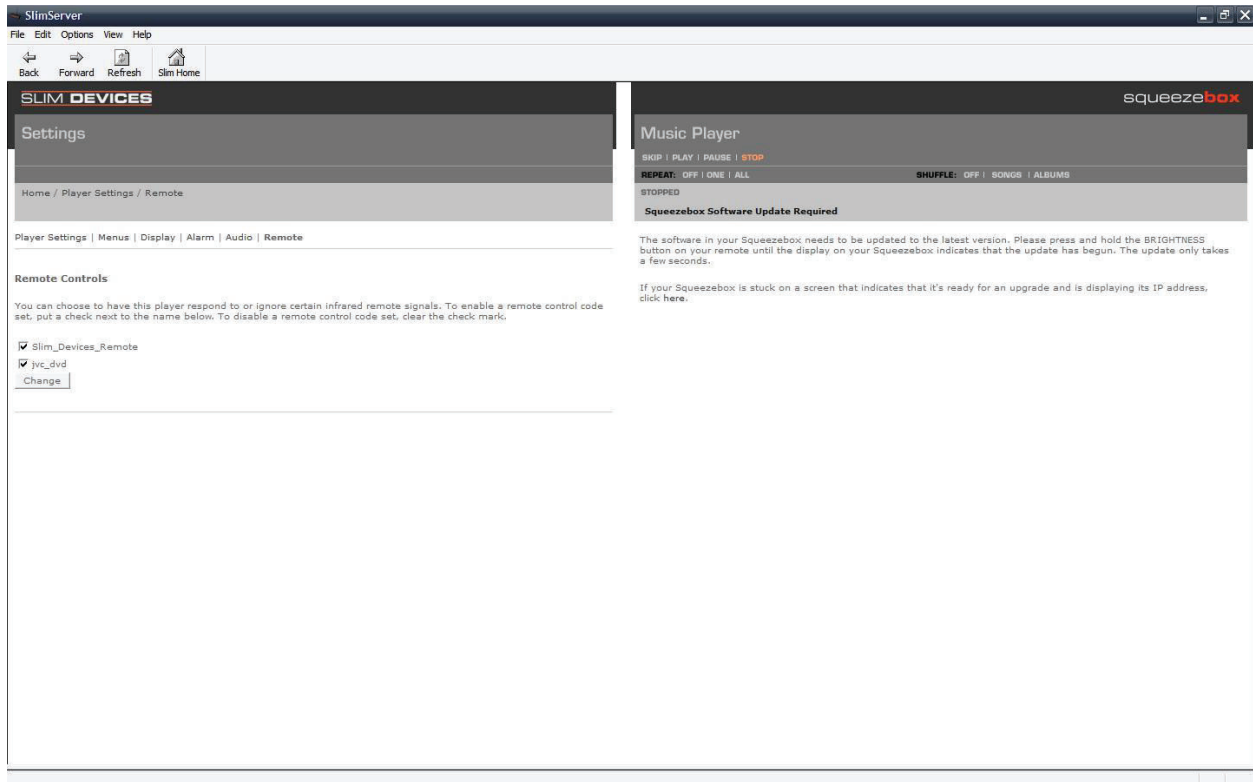 SlimServer
File Edit Options View Help
Back Forward Refresh Slim Home
SLIM DEVICES
Settings
Home / Player Settings / Remote
Player Settings | Menus | Display | Alarm | Audio | Remote
Remote Controls
You can choose to have this player respond to or ignore certain infrared remote signals. To enable a remote control code
set, put a check next to the name below. To disable a remote control code set, clear the check mark.
Slim_Devices_Remote
jvc_dvd
Change
squeezebox
Music Player
SKIP | PLAY | PAUSE | STOP
REPEAT: OFF | ONE | ALL SHUFFLE: OFF | SONGS | ALBUMS
STOPPED
Squeezebox Software Update Required
The software in your Squeezebox needs to be updated to the latest version. Please press and hold the BRIGHTNESS
button on your remote until the display on your Squeezebox indicates that the update has begun. The update only takes
a few seconds.
If your Squeezebox is stuck on a screen that indicates that it's ready for an upgrade and is displaying its IP address,
click here.